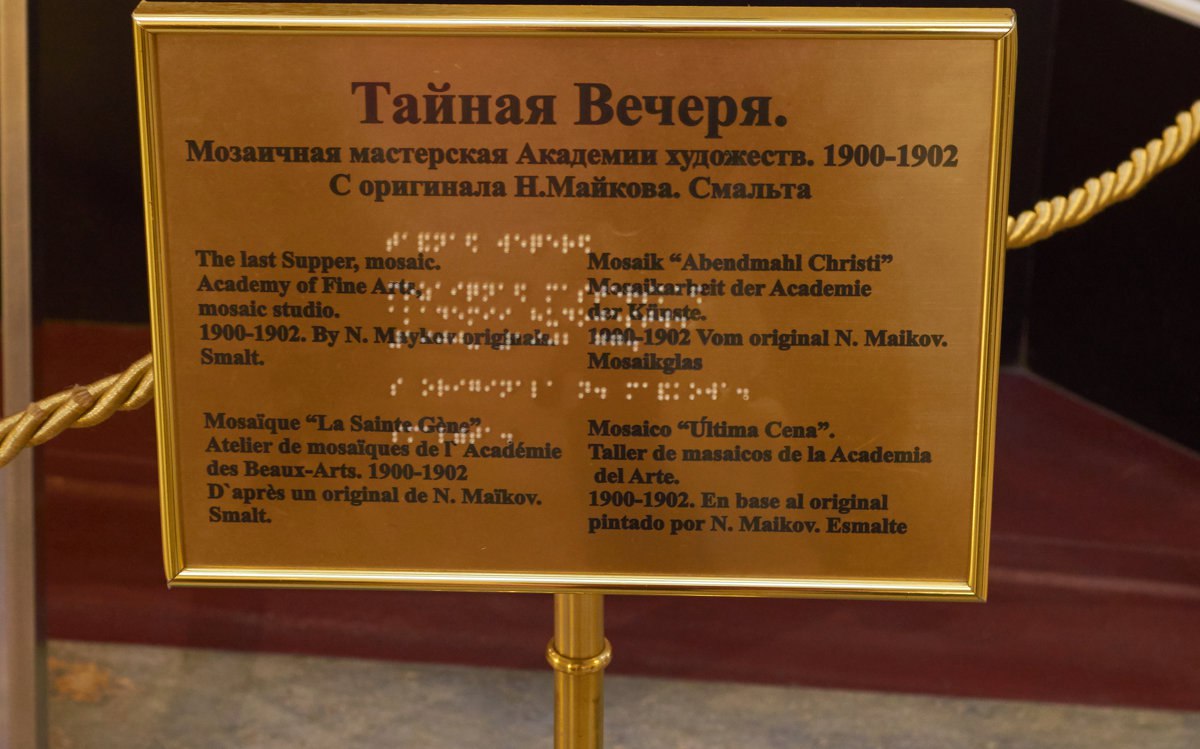 Тайная Вечеря.
Мозаичная мастерская Академии художеств. 1900-1902
С оригинала Н.Майкова. Смальта
The last Supper, mosaic.
Academy of Fine Arts,
mosaic studio.
1900-1902. By N. Maykov originals.
Smalt.
Mosaik “Abendmahl Christi”
Mosaikarbeit der Academie
der Künste.
1900-1902 Vom original N. Maikov.
Mosaikglas
Mosaïque “La Sainte Gène”
Atelier de mosaïques de l` Académie
des Beaux-Arts. 1900-1902
D`après un original de N. Maïkov.
Smalt.
Mosaico “Última Cena”.
Taller de masaicos de la Academia
del Arte.
1900-1902. En base al original
pintado por N. Maikov. Esmalte